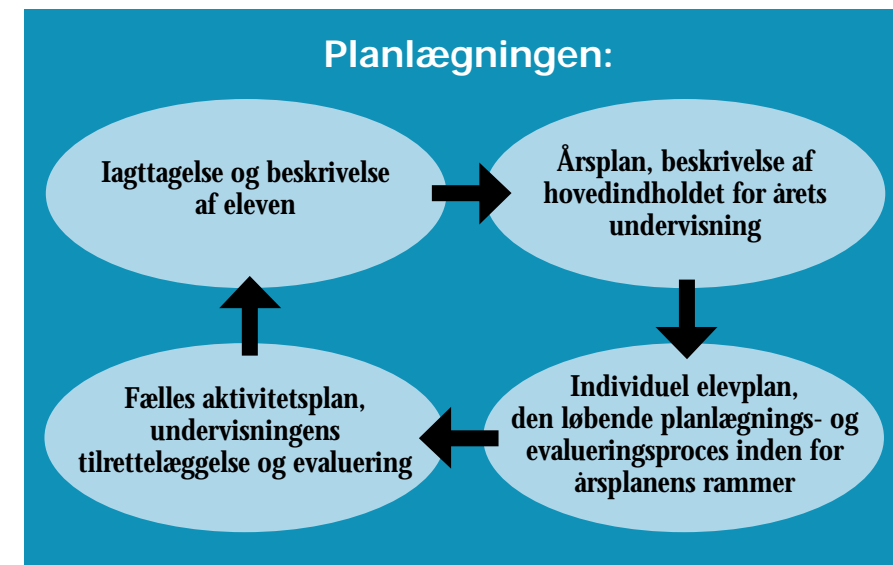 Planlægningen:
Iagttagelse og beskrivelse
af eleven
Årsplan, beskrivelse af
hovedindholdet for årets
undervisning
Individuel elevplan,
den løbende planlægnings- og
evalueringsproces inden for
årsplanens rammer
Fælles aktivitetsplan,
undervisningens
tilrettelæggelse og evaluering